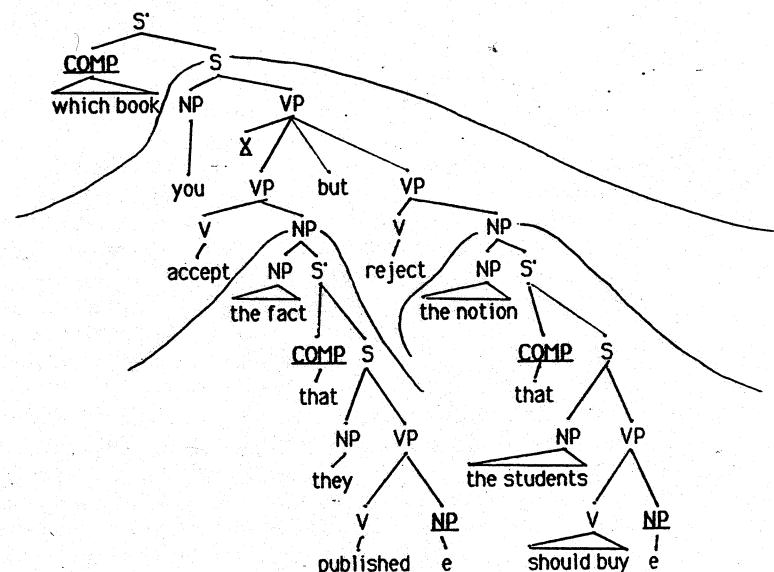 S'
COMP S
which book NP VP
X
you VP but VP
V NP V NP
accept NP S' reject NP S'
the fact the notion
COMP S COMP S
that that
NP VP NP VP
they the students
V NP V NP
published e should buy e